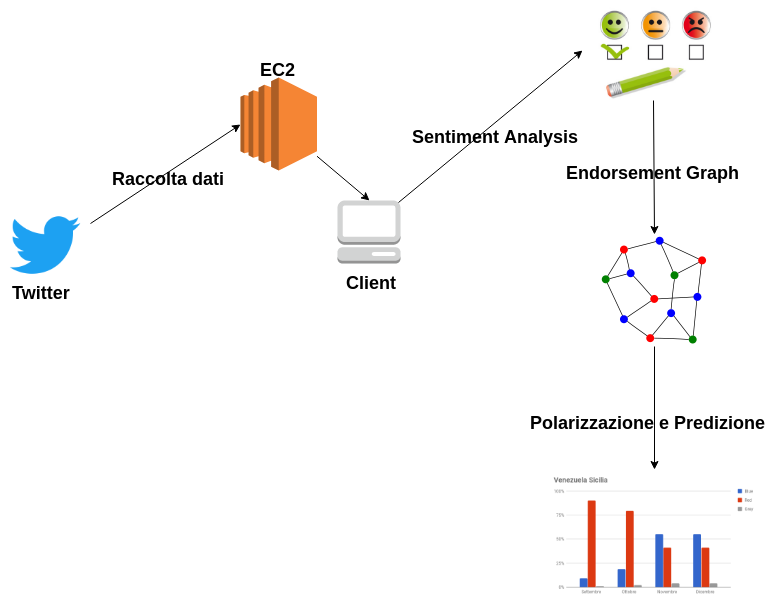 EC2
Sentiment Analysis
Raccolta dati
Endorsement Graph
Client
Twitter
Polarizzazione e Predizione
Venezuela Sicilia
100%
75%
50%
25%
0%
Blue
Red
Settembre
Ottobre
Novembre
Dicembre